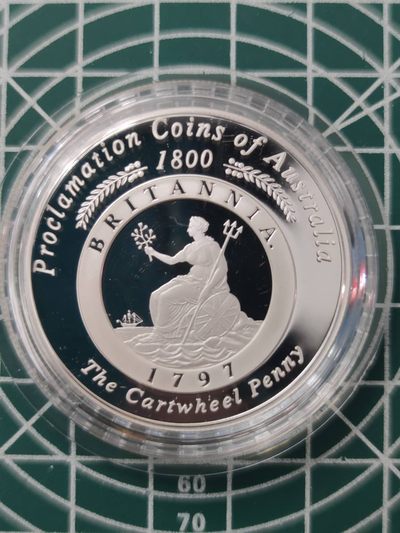 Proclamation Coins of Australia
1800
BRITANNIA.
1797
The Cartwheel Penny
60
70